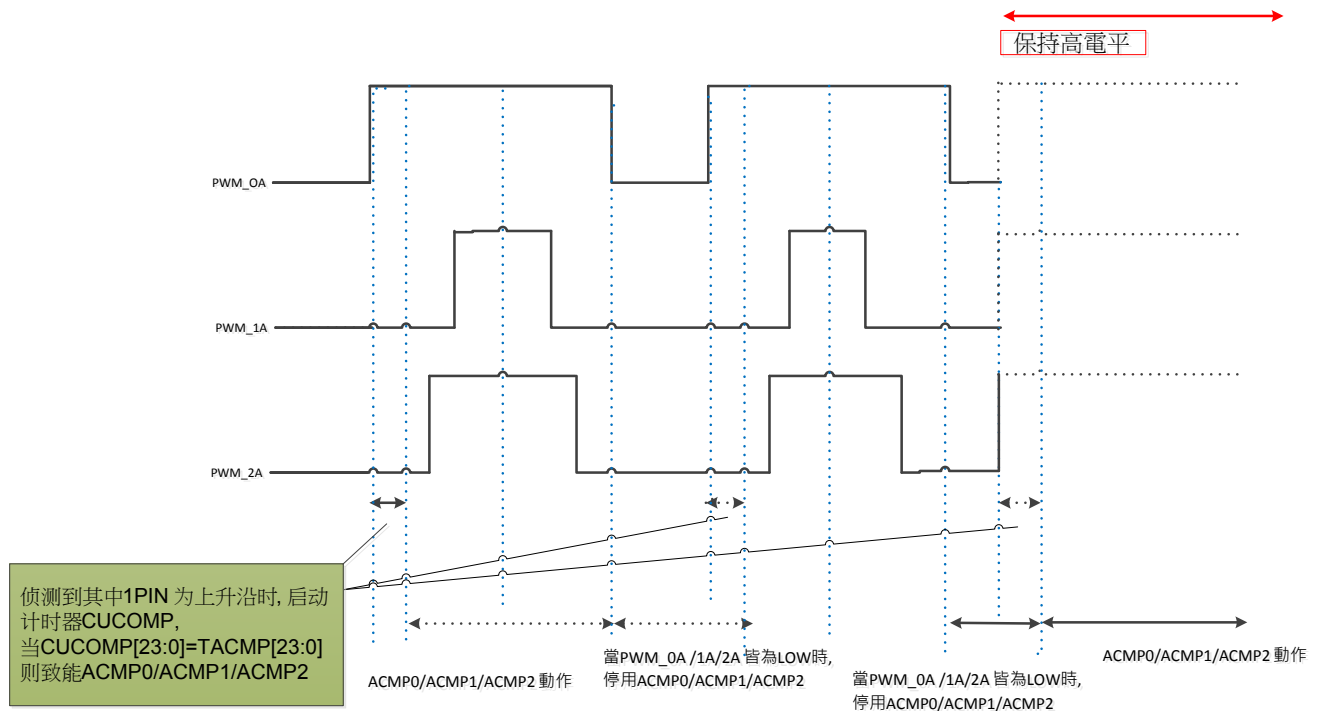 保持高電平
PWM_OA
PWM_1A
PWM_2A
侦测到其中1PIN 为上升沿时, 启动
计时器CUCOMP,
当CUCOMP[23:0]=TACMP[23:0]
则致能ACMP0/ACMP1/ACMP2
ACMP0/ACMP1/ACMP2 動作
當PWM_0A /1A/2A 皆為LOW時,
停用ACMP0/ACMP1/ACMP2
當PWM_0A /1A/2A 皆為LOW時,
停用ACMP0/ACMP1/ACMP2
ACMP0/ACMP1/ACMP2 動作